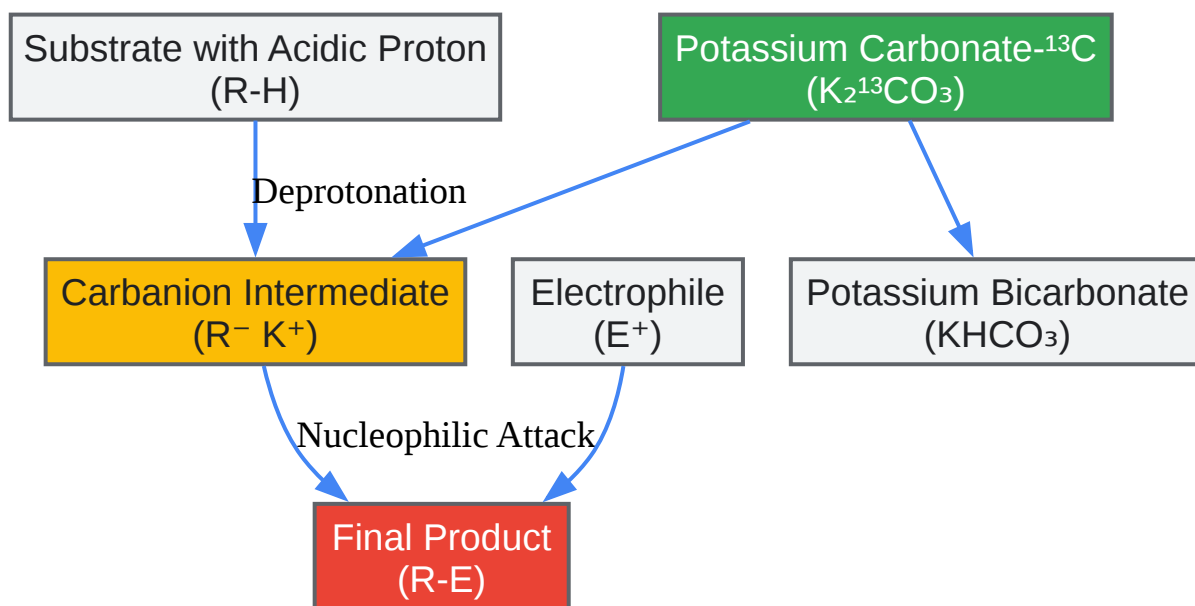 Substrate with Acidic Proton
(R-H)
Potassium Carbonate-¹³C
(K₂¹³CO₃)
Deprotonation
Carbanion Intermediate
(R⁻ K⁺)
Electrophile
(E⁺)
Potassium Bicarbonate
(KHCO₃)
Nucleophilic Attack
Final Product
(R-E)